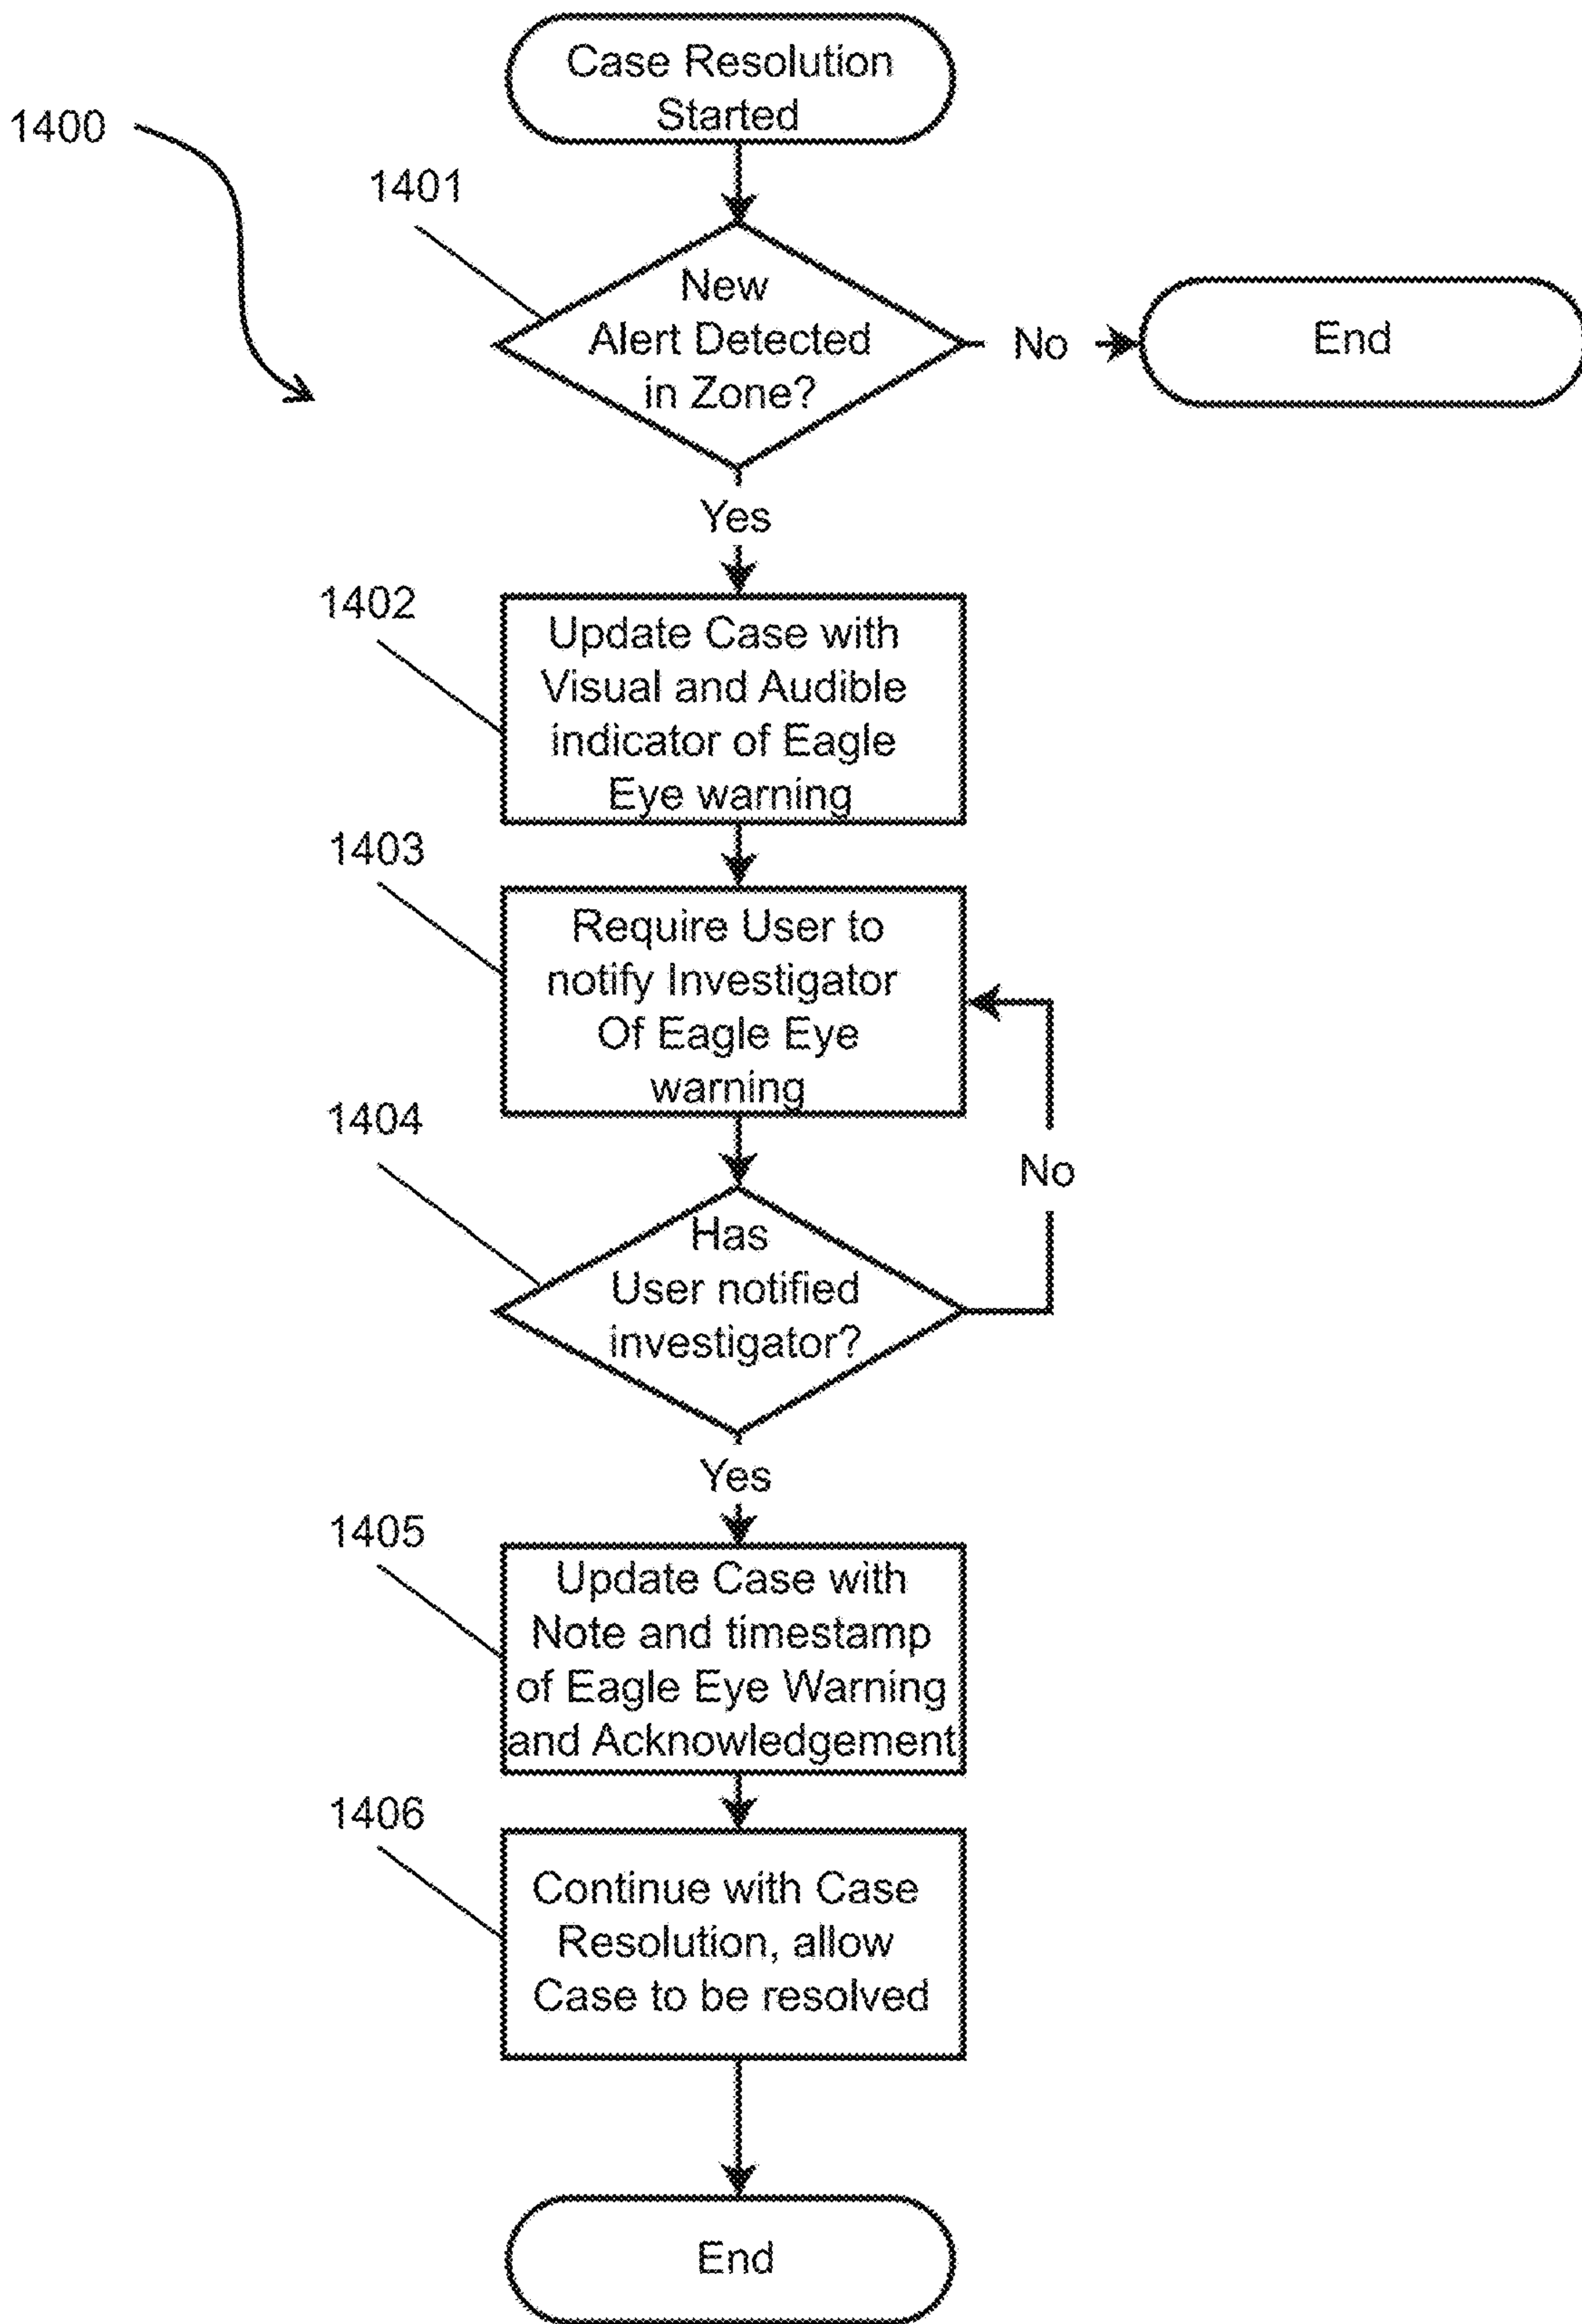 Case Resolution
Started
1400
1401
New
Alert Detected
in Zone?
No
End
Yes
1402
Update Case with
Visual and Audible
indicator of Eagle
Eye warning
1403
Require User to
notify Investigator
Of Eagle Eye
warning
1404
No
Has
User notified
investigator?
Yes
1405
Update Case with
Note and timestamp
of Eagle Eye Warning
and Acknowledgement
1406
Continue with Case
Resolution, allow
Case to be resolved
End